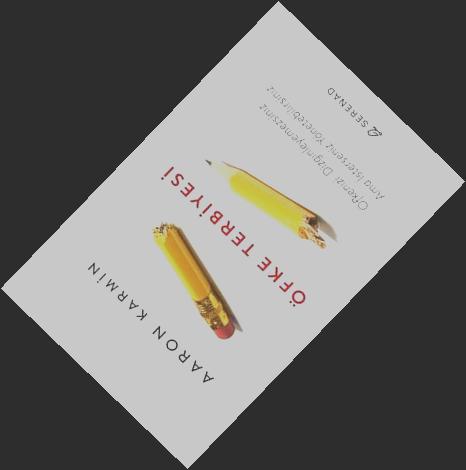 AARON KARMİN
ÖFKE TERBİYESİ
Öfkenizi Dizginleyemezsiniz
Ama İsterseniz Yönetebilirsiniz
SERENAD